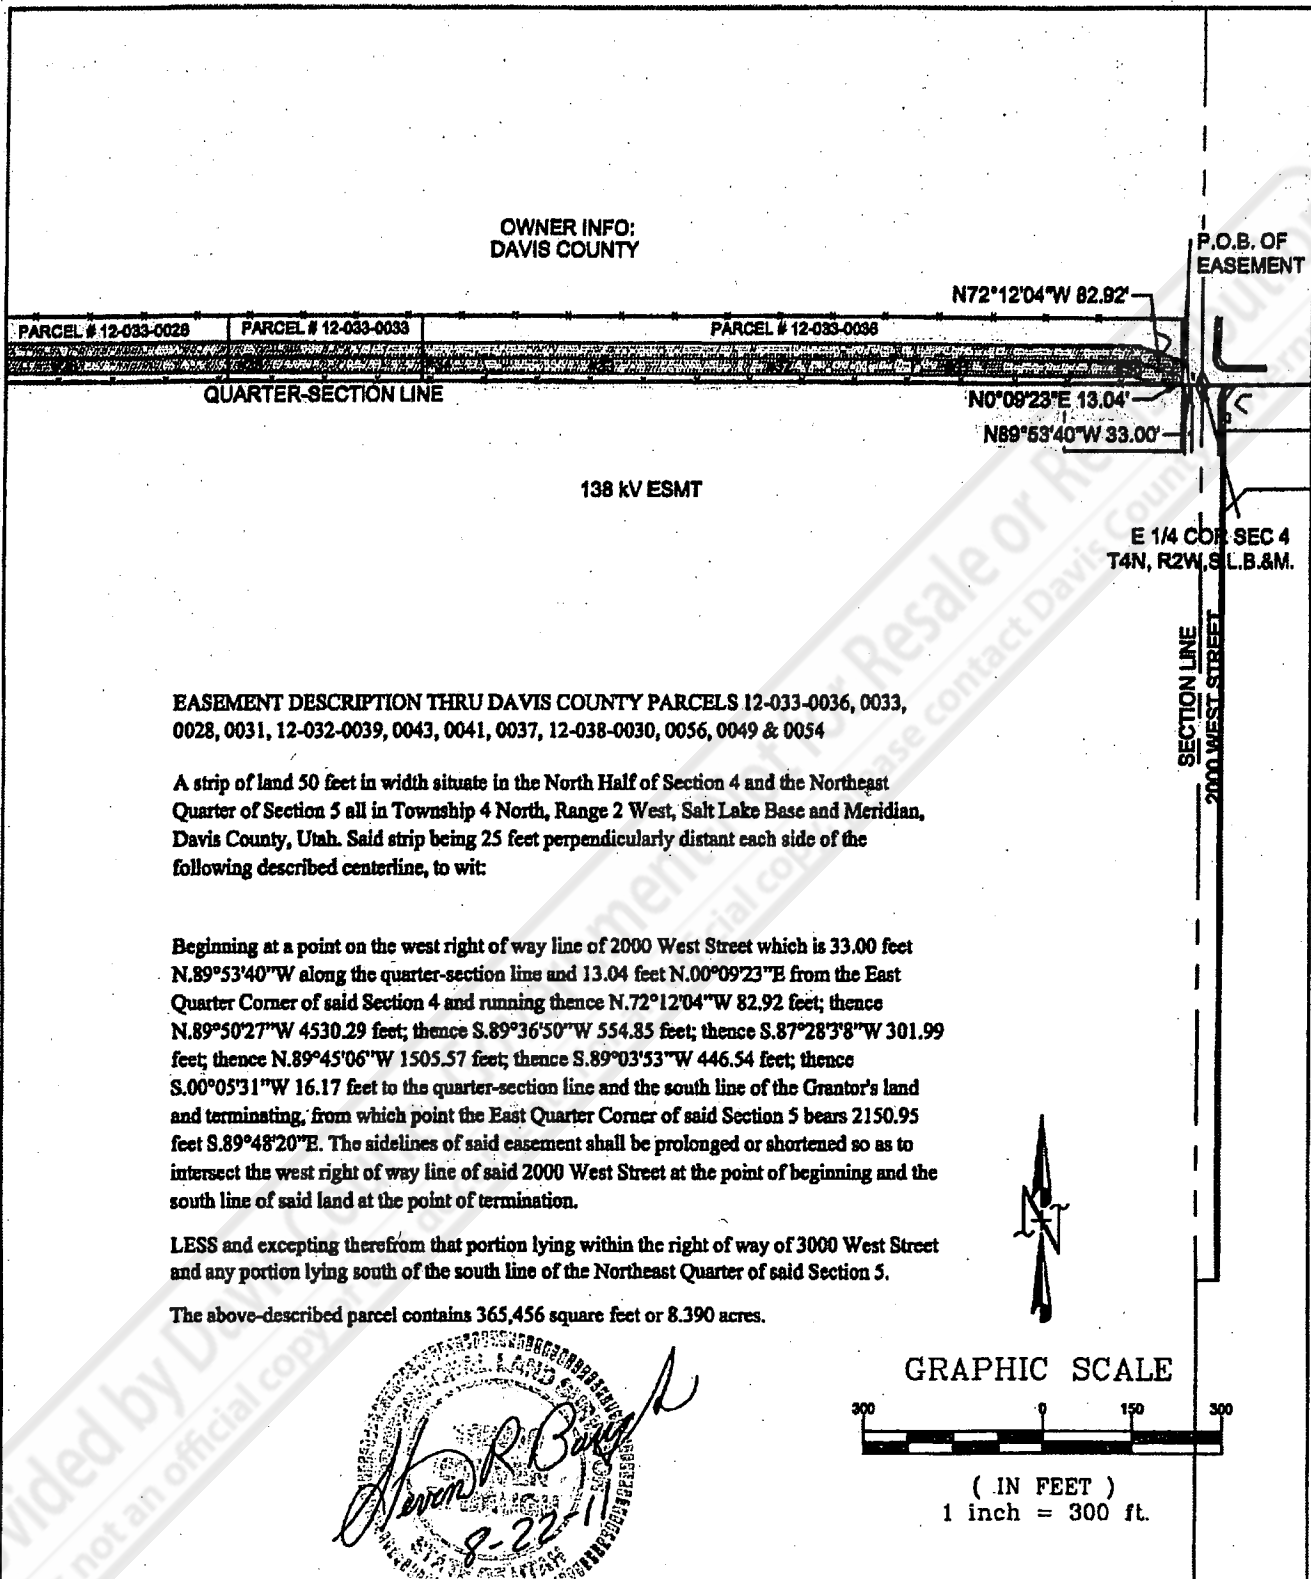 OWNER INFO:
DAVIS COUNTY
P.O.B. OF
EASEMENT
N72°12'04"W 82.92'
PARCEL # 12-033-0028
PARCEL # 12-033-0033
PARCEL # 12-033-0036
QUARTER-SECTION LINE
N0°09'23"E 13.04'
N89°53'40"W 33.00'
138 kV ESMT
E 1/4 COR SEC 4
T4N, R2W, S.L.B.&M.
SECTION LINE
2000 WEST STREET
EASEMENT DESCRIPTION THRU DAVIS COUNTY PARCELS 12-033-0036, 0033,
0028, 0031, 12-032-0039, 0043, 0041, 0037, 12-038-0030, 0056, 0049 & 0054
A strip of land 50 feet in width situate in the North Half of Section 4 and the Northeast
Quarter of Section 5 all in Township 4 North, Range 2 West, Salt Lake Base and Meridian,
Davis County, Utah. Said strip being 25 feet perpendicularly distant each side of the
following described centerline, to wit:
Beginning at a point on the west right of way line of 2000 West Street which is 33.00 feet
N.89°53'40"W along the quarter-section line and 13.04 feet N.00°09'23"E from the East
Quarter Corner of said Section 4 and running thence N.72°12'04"W 82.92 feet; thence
N.89°50'27"W 4530.29 feet; thence S.89°36'50"W 554.85 feet; thence S.87°28'3'8"W 301.99
feet; thence N.89°45'06"W 1505.57 feet; thence S.89°03'53"W 446.54 feet; thence
S.00°05'31"W 16.17 feet to the quarter-section line and the south line of the Grantor's land
and terminating, from which point the East Quarter Corner of said Section 5 bears 2150.95
feet S.89°48'20"E. The sidelines of said easement shall be prolonged or shortened so as to
intersect the west right of way line of said 2000 West Street at the point of beginning and the
south line of said land at the point of termination.
LESS and excepting therefrom that portion lying within the right of way of 3000 West Street
and any portion lying south of the south line of the Northeast Quarter of said Section 5.
The above-described parcel contains 365,456 square feet or 8.390 acres.
Steven R Baugh
8-22-11
N
GRAPHIC SCALE
300 0 150 300
( IN FEET )
1 inch = 300 ft.